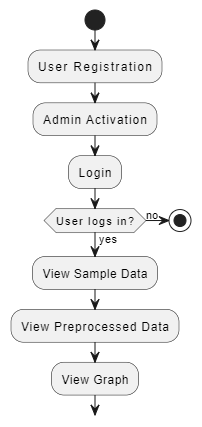 User Registration
Admin Activation
Login
User logs in?
no
yes
View Sample Data
View Preprocessed Data
View Graph